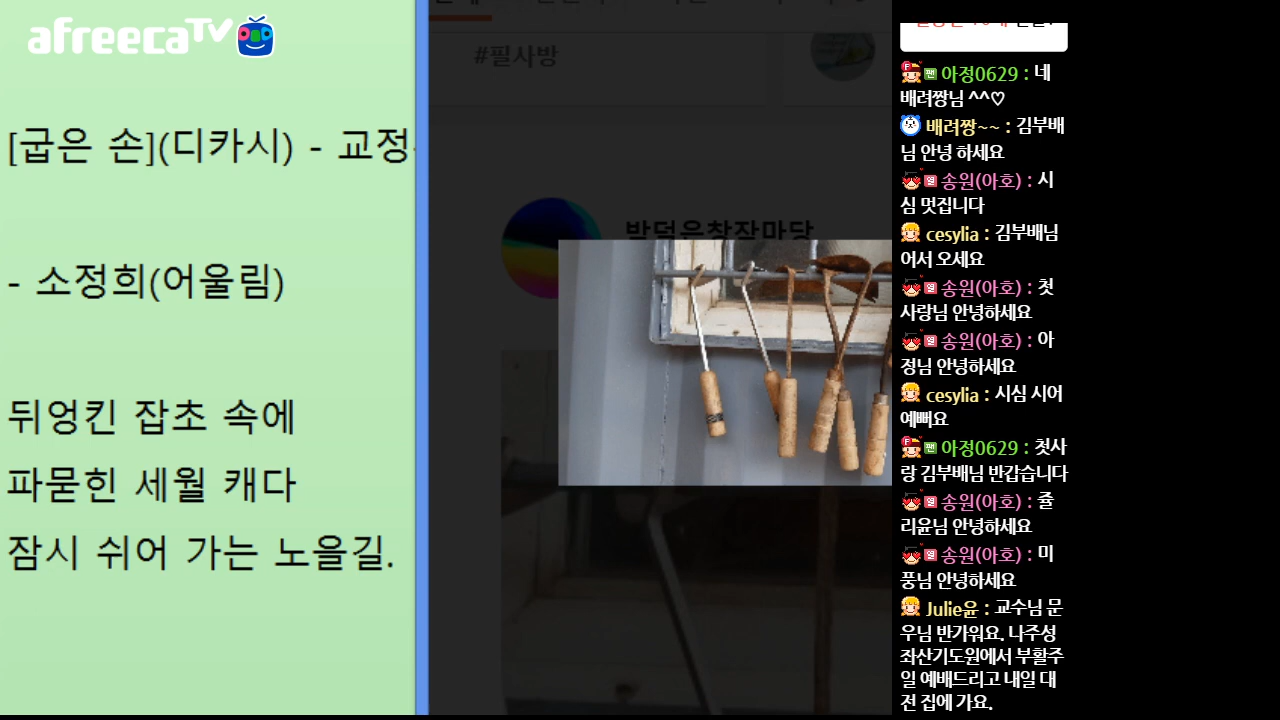 afreecaTV
[굽은 손](디카시) - 교정
- 소정희(어울림)
뒤엉킨 잡초 속에
파묻힌 세월 캐다
잠시 쉬어 가는 노을길.
#필사방
아정0629 : 네
배려짱님 ^^♡
배려짱~~ : 김부배
님 안녕 하세요
송원(아호) : 시
심 멋집니다
cesylia : 김부배님
어서 오세요
송원(아호) : 첫
사랑님 안녕하세요
송원(아호) : 아
정님 안녕하세요
cesylia : 시심 시어
예뻐요
아정0629 : 첫사
랑 김부배님 반갑습니다
송원(아호) : 쥴
리윤님 안녕하세요
송원(아호) : 미
풍님 안녕하세요
Julie윤 : 교수님 문
우님 반가워요. 나주성
좌산기도원에서 부활주
일 예배드리고 내일 대
전 집에 가요.